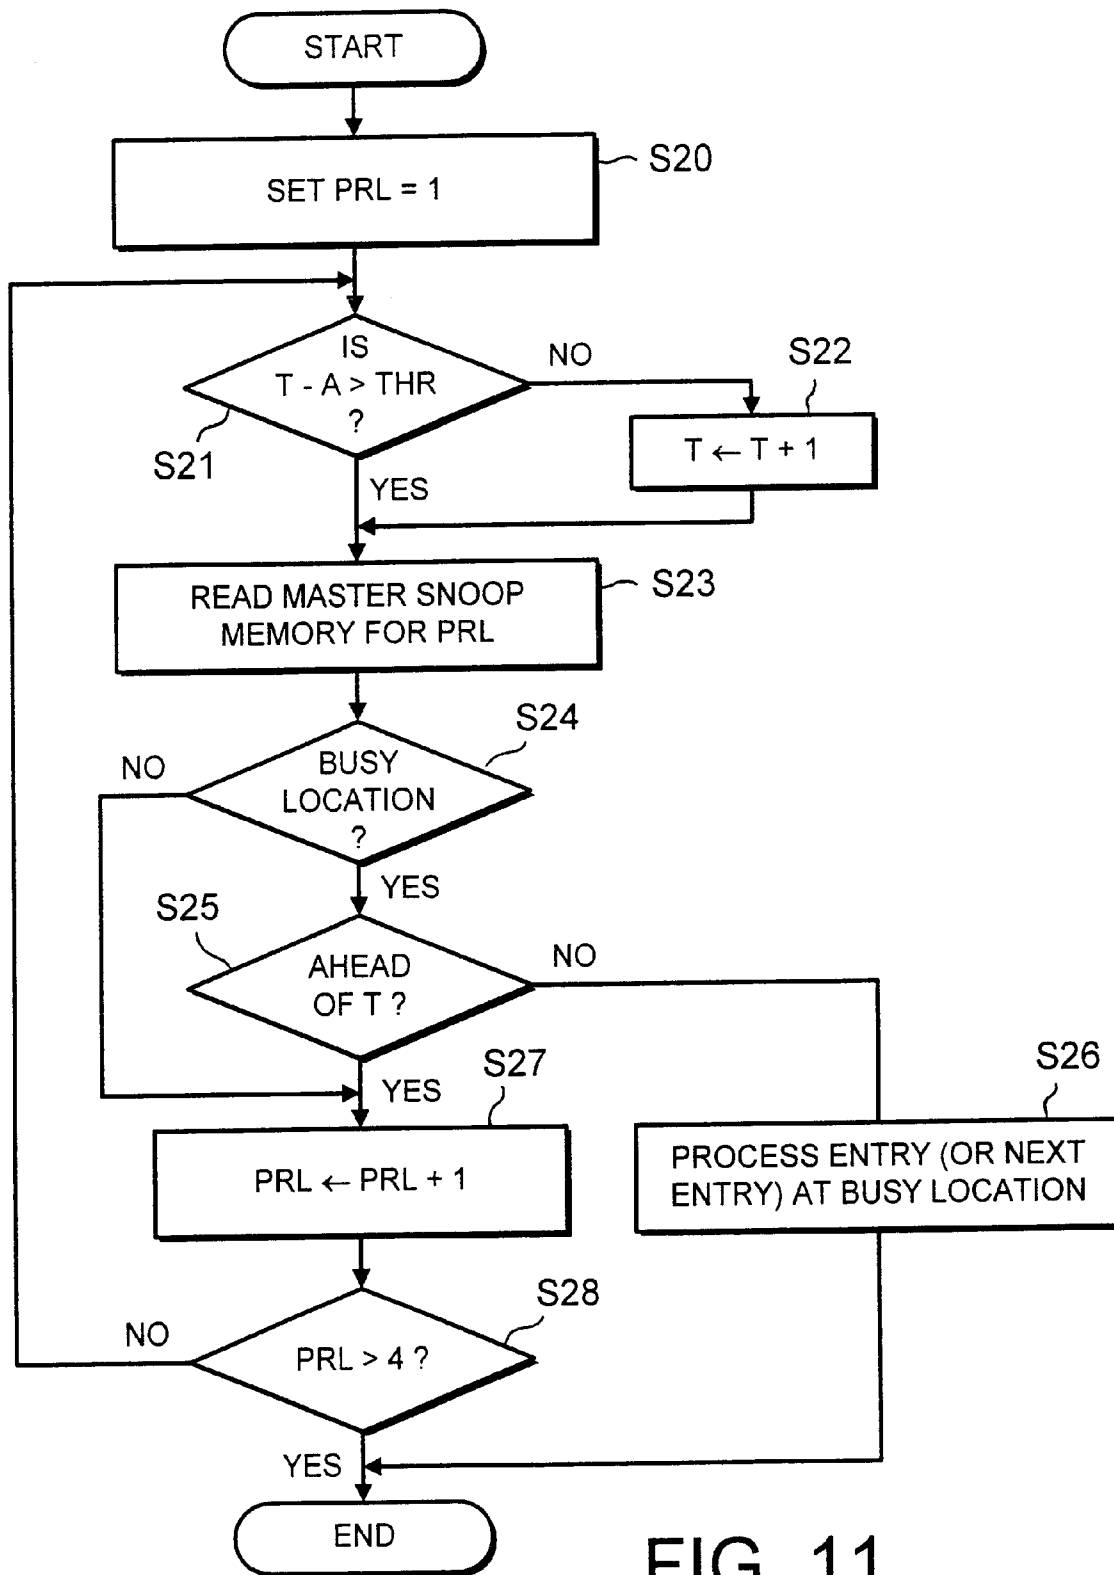 START
SET PRL = 1
S20
IS
T - A > THR
?
NO
S22
S21
T ← T + 1
YES
READ MASTER SNOOP
MEMORY FOR PRL
S23
S24
NO
BUSY
LOCATION
?
YES
S25
AHEAD
OF T ?
NO
S27
YES
S26
PRL ← PRL + 1
PROCESS ENTRY (OR NEXT
ENTRY) AT BUSY LOCATION
S28
NO
PRL > 4 ?
YES
END
FIG. 11